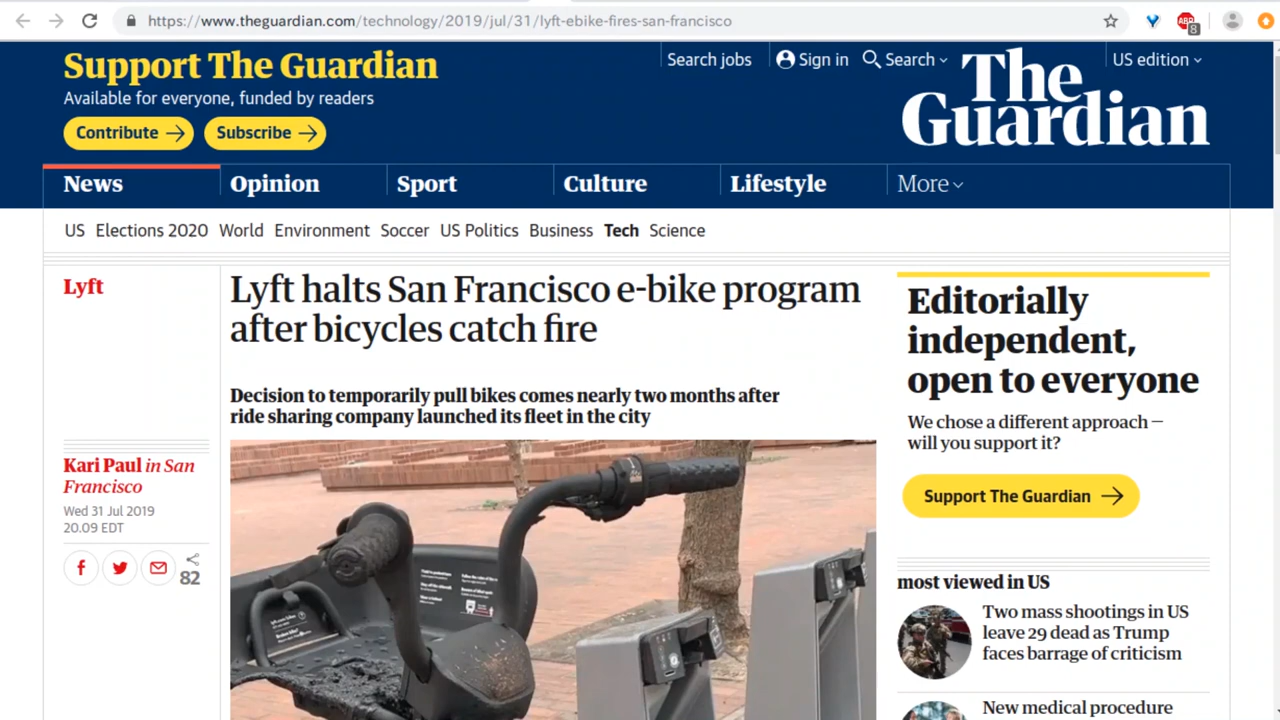 https://www.theguardian.com/technology/2019/jul/31/lyft-ebike-fires-san-francisco
ABP
8
Support The Guardian
Available for everyone, funded by readers
Contribute
Subscribe
Search jobs
Sign in
Search
US edition
The Guardian
News
Opinion
Sport
Culture
Lifestyle
More
US Elections 2020 World Environment Soccer US Politics Business Tech Science
Lyft
Lyft halts San Francisco e-bike program
after bicycles catch fire
Decision to temporarily pull bikes comes nearly two months after
ride sharing company launched its fleet in the city
Kari Paul in San
Francisco
Wed 31 Jul 2019
20.09 EDT
82
Editorially
independent,
open to everyone
We chose a different approach —
will you support it?
Support The Guardian
most viewed in US
Two mass shootings in US
leave 29 dead as Trump
faces barrage of criticism
New medical procedure